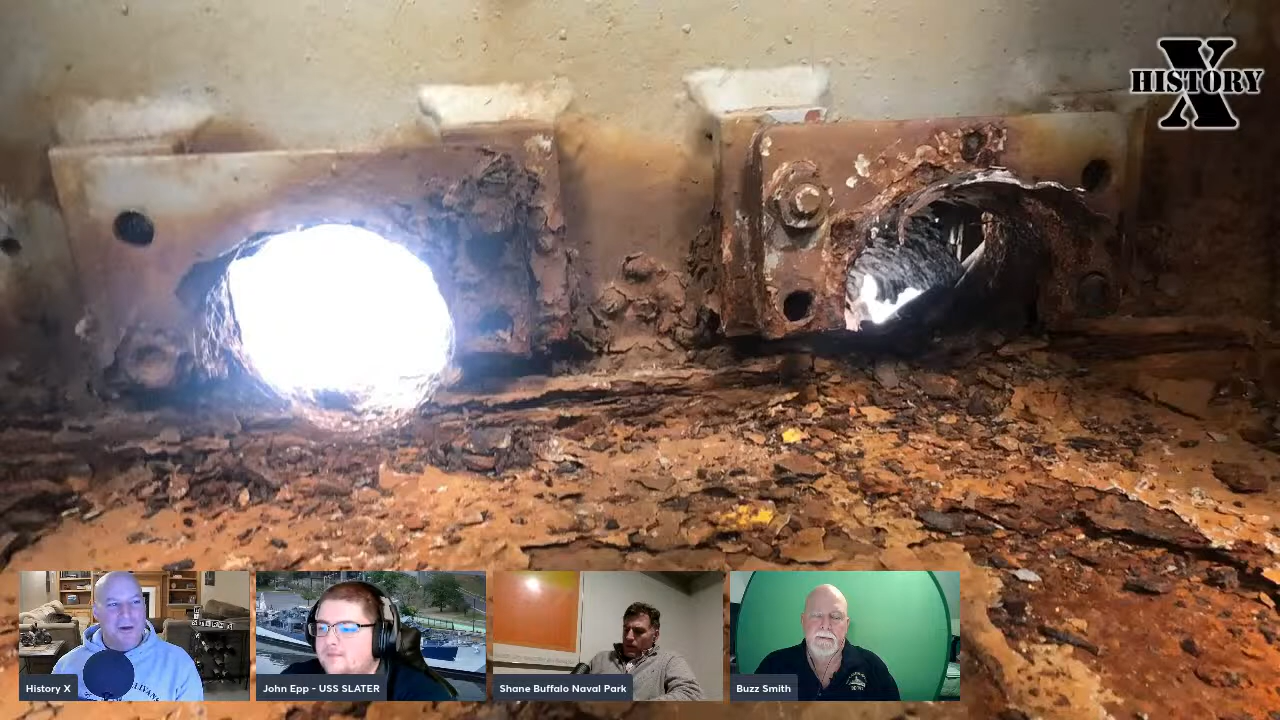 X
HISTORY
History X
John Epp - USS SLATER
Shane Buffalo Naval Park
Buzz Smith